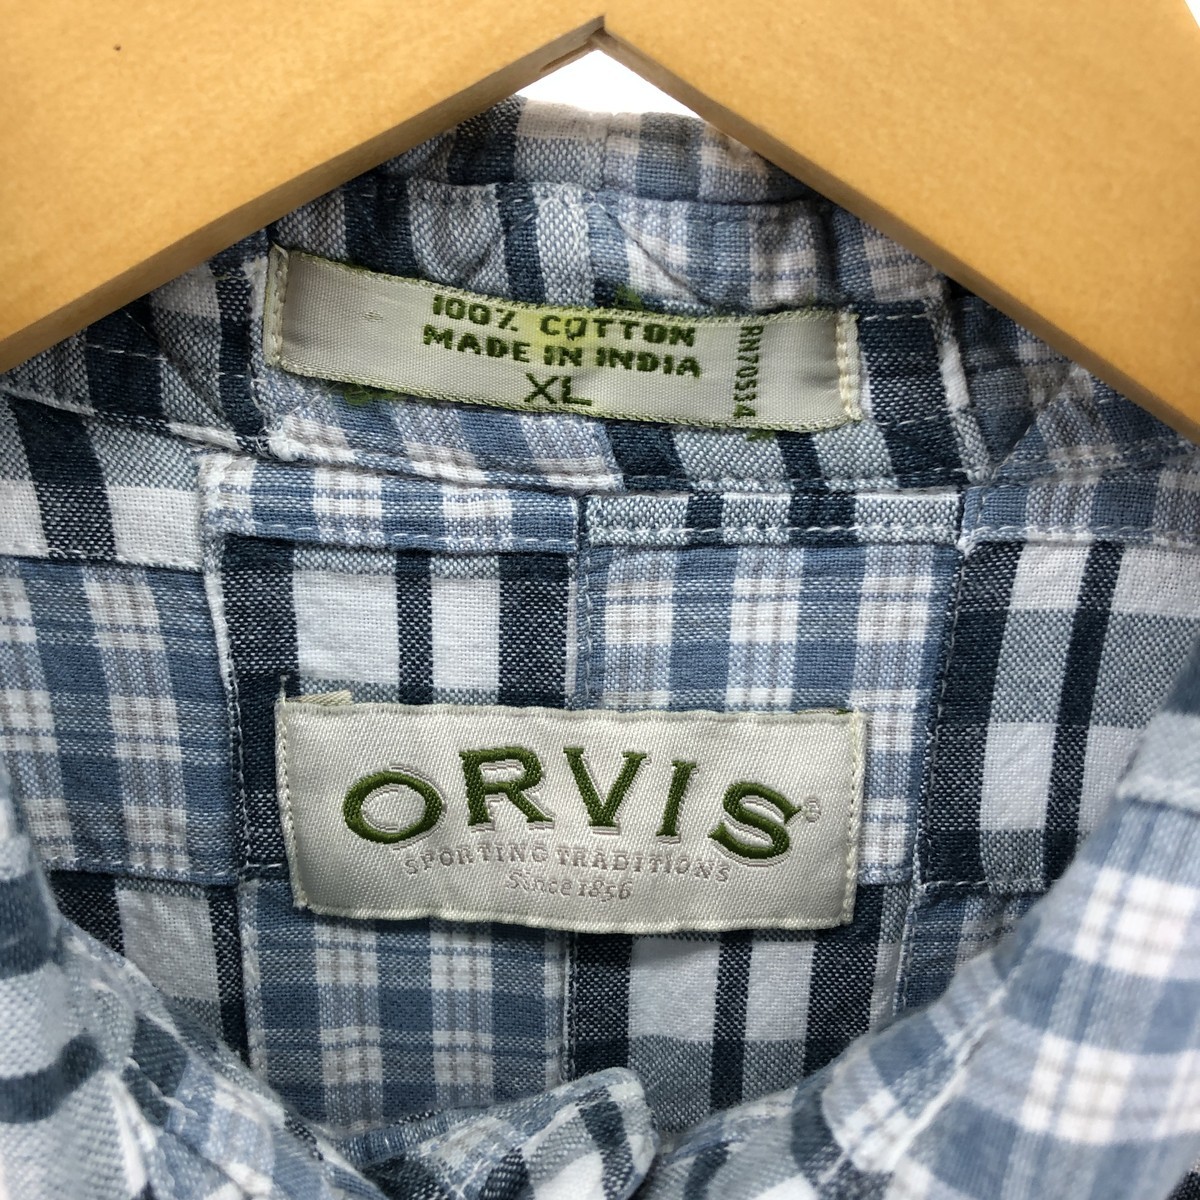 100% COTTON
MADE IN INDIA
XL
RN70534
ORVIS®
SPORTING TRADITIONS
Since 1856